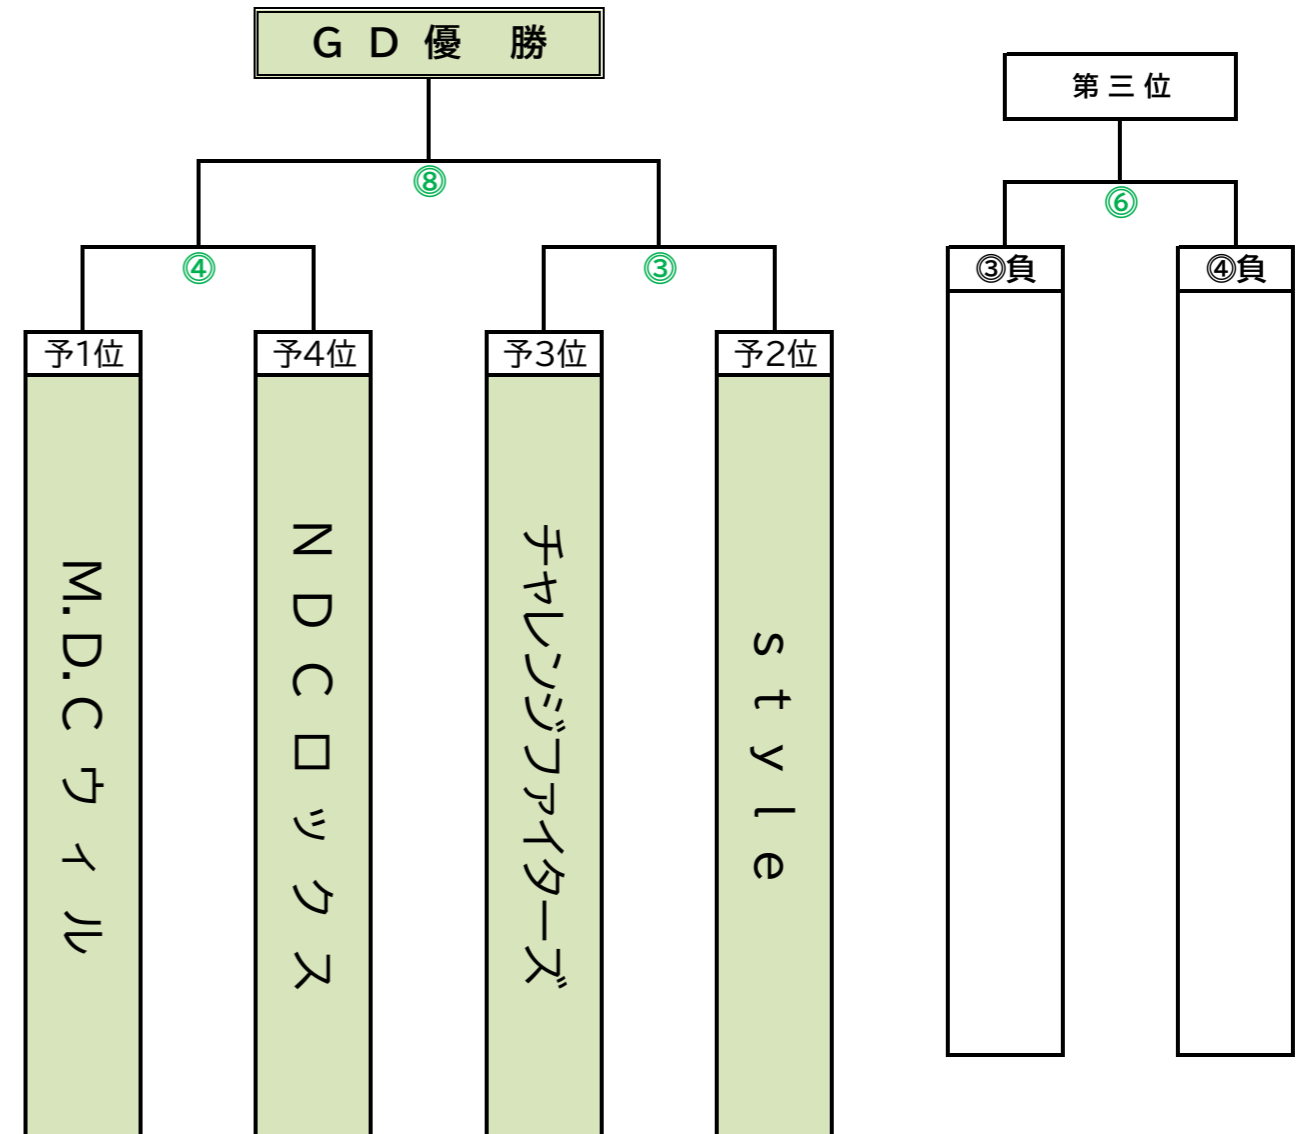 GD優 勝
第三位
⑧
⑥
④
③
③負
④負
予1位
予4位
予3位
予2位
M.D.Cウィル
NDCロックス
チャレンジファイターズ
style